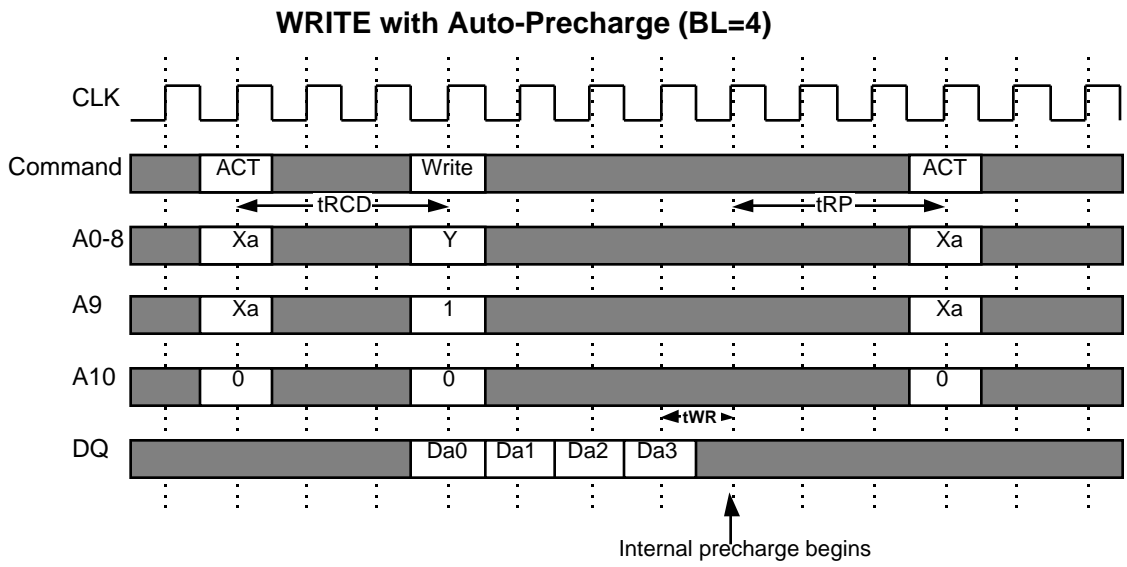 WRITE with Auto-Precharge (BL=4)
CLK
Command ACT Write ACT
tRCD tRP
A0-8 Xa Y Xa
A9 Xa 1 Xa
A10 0 0 0
tWR
DQ Da0 Da1 Da2 Da3
Internal precharge begins